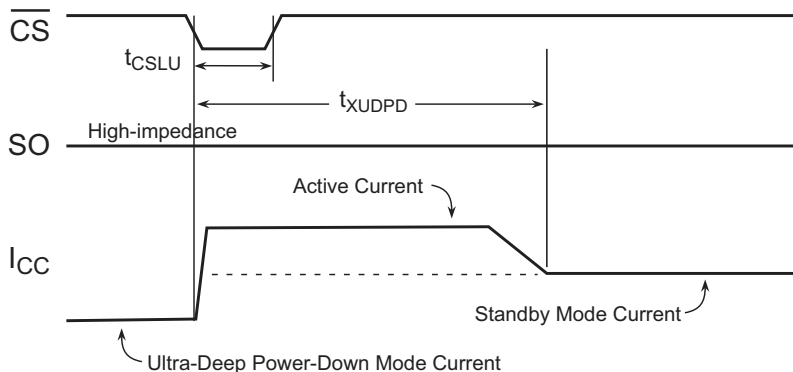 CS
tCSLU
tXUDPD
High-impedance
SO
Active Current
ICC
Standby Mode Current
Ultra-Deep Power-Down Mode Current